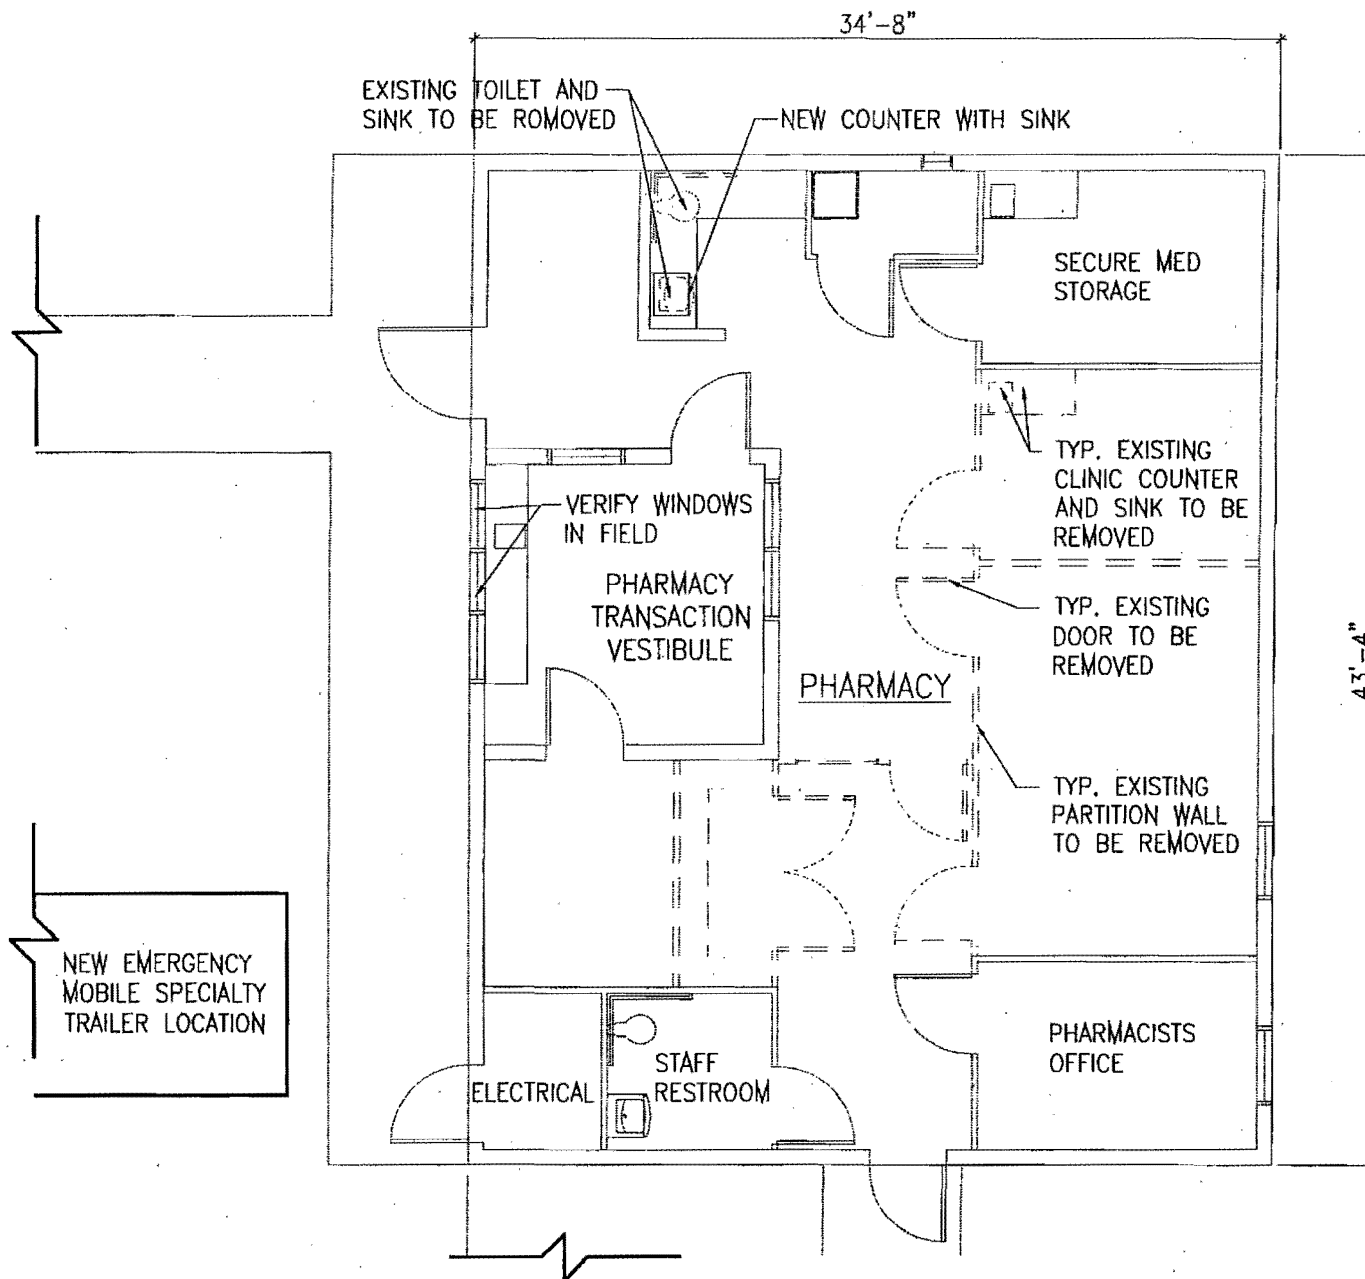 34'-8"
EXISTING TOILET AND
SINK TO BE ROMOVED
NEW COUNTER WITH SINK
SECURE MED
STORAGE
TYP. EXISTING
CLINIC COUNTER
AND SINK TO BE
REMOVED
VERIFY WINDOWS
IN FIELD
PHARMACY
TRANSACTION
VESTIBULE
TYP. EXISTING
DOOR TO BE
REMOVED
43'-4"
PHARMACY
TYP. EXISTING
PARTITION WALL
TO BE REMOVED
NEW EMERGENCY
MOBILE SPECIALTY
TRAILER LOCATION
PHARMACISTS
OFFICE
STAFF
RESTROOM
ELECTRICAL